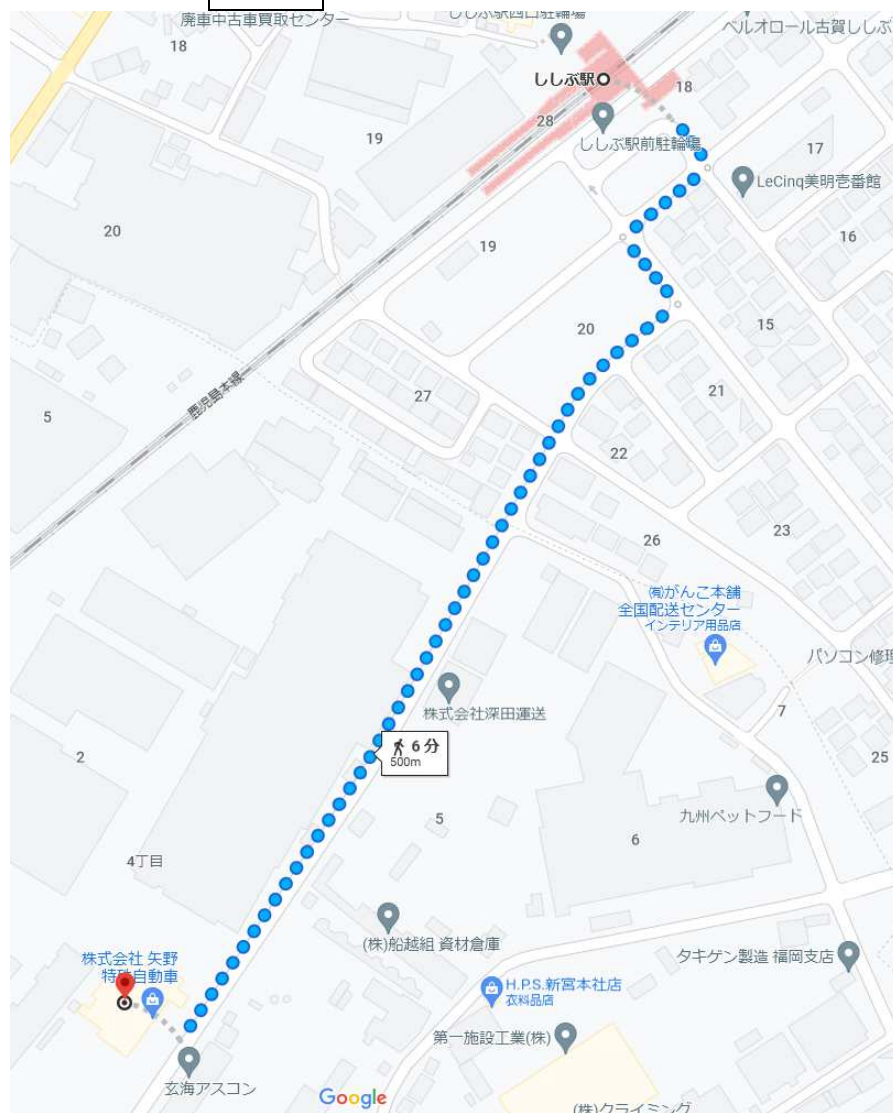 廃車中古車買取センター
ししぶ駅西口駐輪場
ベルオロール古賀ししぶ
18
ししぶ駅
18
28
ししぶ駅前駐輪場
19
17
LeCinq美明壱番館
20
19
16
20
15
鹿児島本線
27
21
5
22
23
26
(有)がんこ本舗
全国配送センター
インテリア用品店
パソコン修理
株式会社深田運送
7
6 分
500m
2
25
九州ペットフード
5
6
4丁目
(株)船越組 資材倉庫
株式会社 矢野
特殊自動車
タキゲン製造 福岡支店
H.P.S.新宮本社店
衣料品店
第一施設工業(株)
玄海アスコン
Google
(株)クライミング